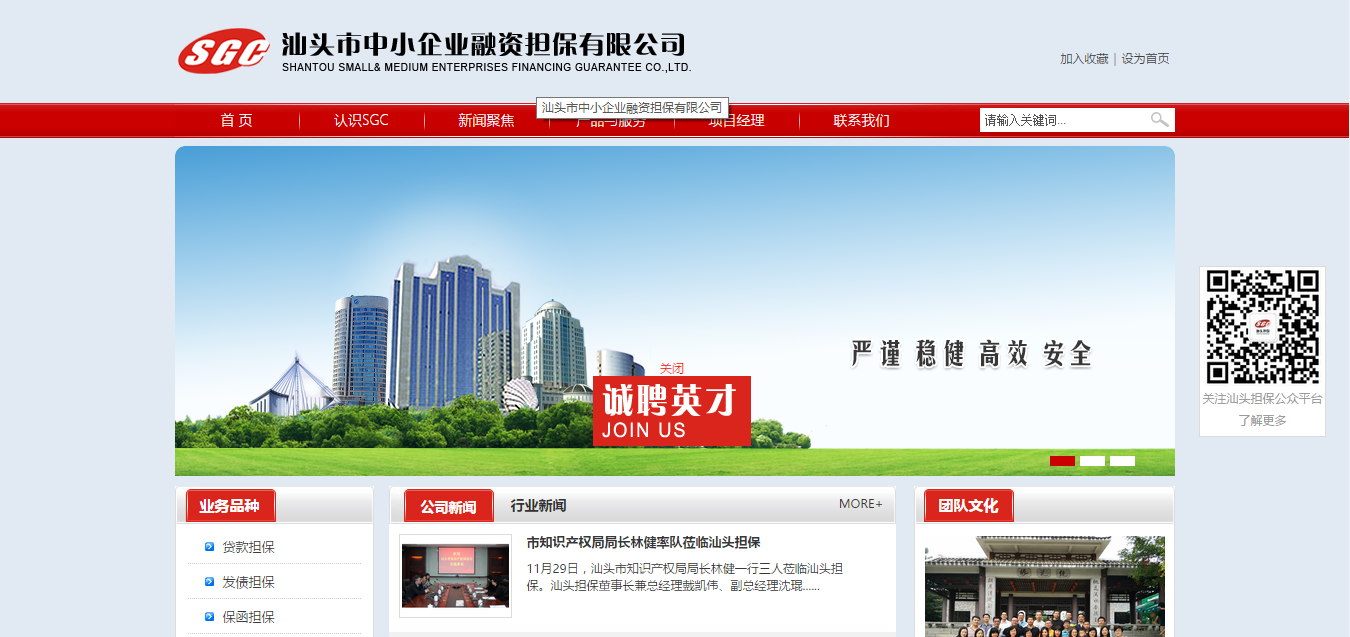 SGC
汕头市中小企业融资担保有限公司
SHANTOU SMALL& MEDIUM ENTERPRISES FINANCING GUARANTEE CO.,LTD.
加入收藏 | 设为首页
汕头市中小企业融资担保有限公司
首 页 认识SGC 新闻聚焦 产品与服务 项目经理 联系我们 请输入关键词...
严谨 稳健 高效 安全
关闭
诚聘英才
JOIN US
关注汕头担保公众平台
了解更多
业务品种
贷款担保
发债担保
保函担保
公司新闻 行业新闻 MORE+
市知识产权局局长林健率队莅临汕头担保
11月29日，汕头市知识产权局局长林健一行三人莅临汕头担
保。汕头担保董事长兼总经理戴凯伟、副总经理沈琨......
团队文化